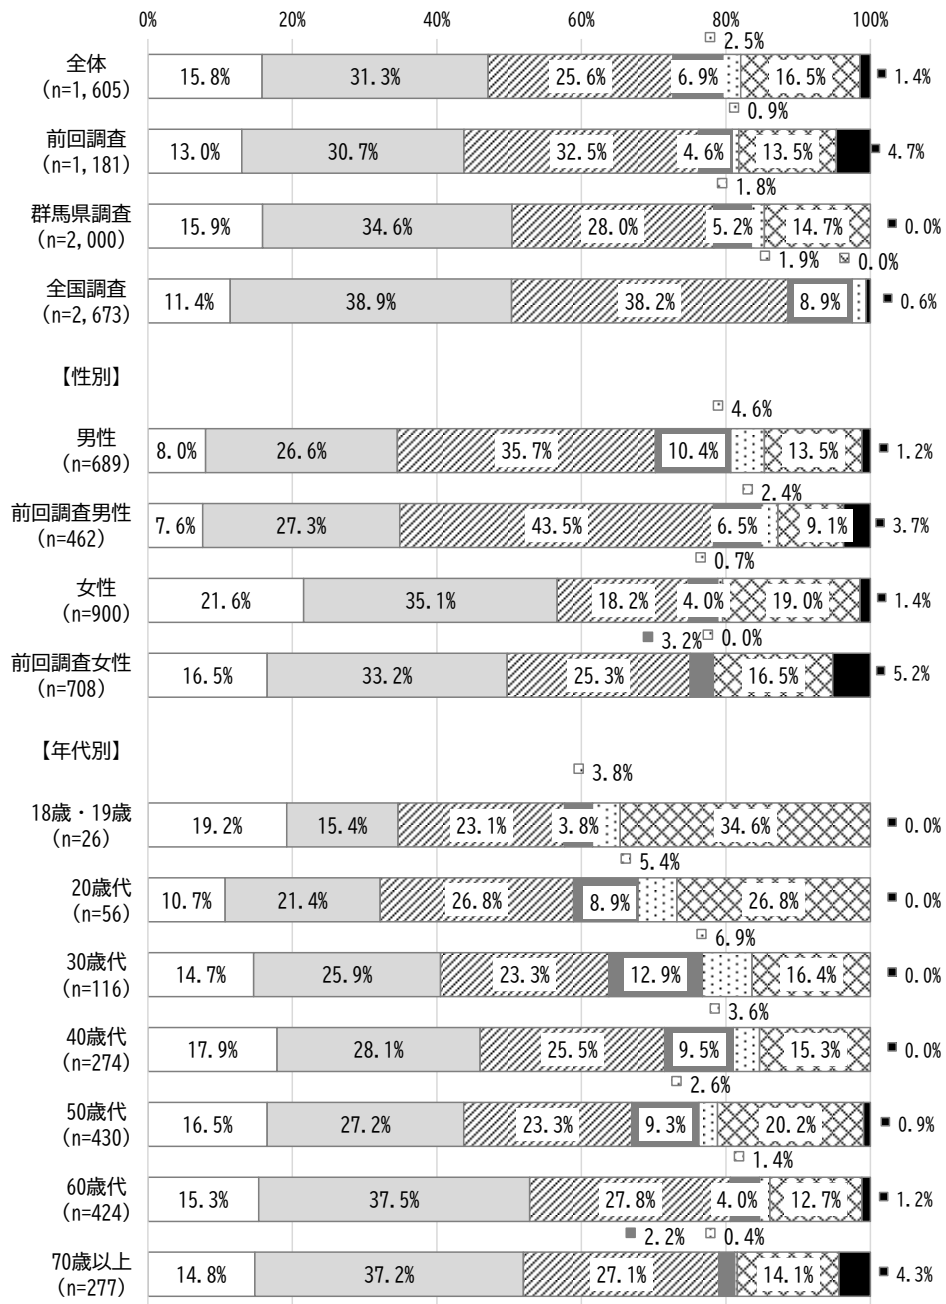 0% 20% 40% 60% 80% 100%
2.5%
全体
(n=1,605)
15.8% 31.3% 25.6% 6.9% 16.5% 1.4%
0.9%
前回調査
(n=1,181)
13.0% 30.7% 32.5% 4.6% 13.5% 4.7%
1.8%
群馬県調査
(n=2,000)
15.9% 34.6% 28.0% 5.2% 14.7% 0.0%
1.9% 0.0%
全国調査
(n=2,673)
11.4% 38.9% 38.2% 8.9% 0.6%
【性別】
4.6%
男性
(n=689)
8.0% 26.6% 35.7% 10.4% 13.5% 1.2%
2.4%
前回調査男性
(n=462)
7.6% 27.3% 43.5% 6.5% 9.1% 3.7%
0.7%
女性
(n=900)
21.6% 35.1% 18.2% 4.0% 19.0% 1.4%
3.2% 0.0%
前回調査女性
(n=708)
16.5% 33.2% 25.3% 16.5% 5.2%
【年代別】
3.8%
18歳・19歳
(n=26)
19.2% 15.4% 23.1% 3.8% 34.6% 0.0%
5.4%
20歳代
(n=56)
10.7% 21.4% 26.8% 8.9% 26.8% 0.0%
6.9%
30歳代
(n=116)
14.7% 25.9% 23.3% 12.9% 16.4% 0.0%
3.6%
40歳代
(n=274)
17.9% 28.1% 25.5% 9.5% 15.3% 0.0%
2.6%
50歳代
(n=430)
16.5% 27.2% 23.3% 9.3% 20.2% 0.9%
1.4%
60歳代
(n=424)
15.3% 37.5% 27.8% 4.0% 12.7% 1.2%
2.2% 0.4%
70歳以上
(n=277)
14.8% 37.2% 27.1% 14.1% 4.3%